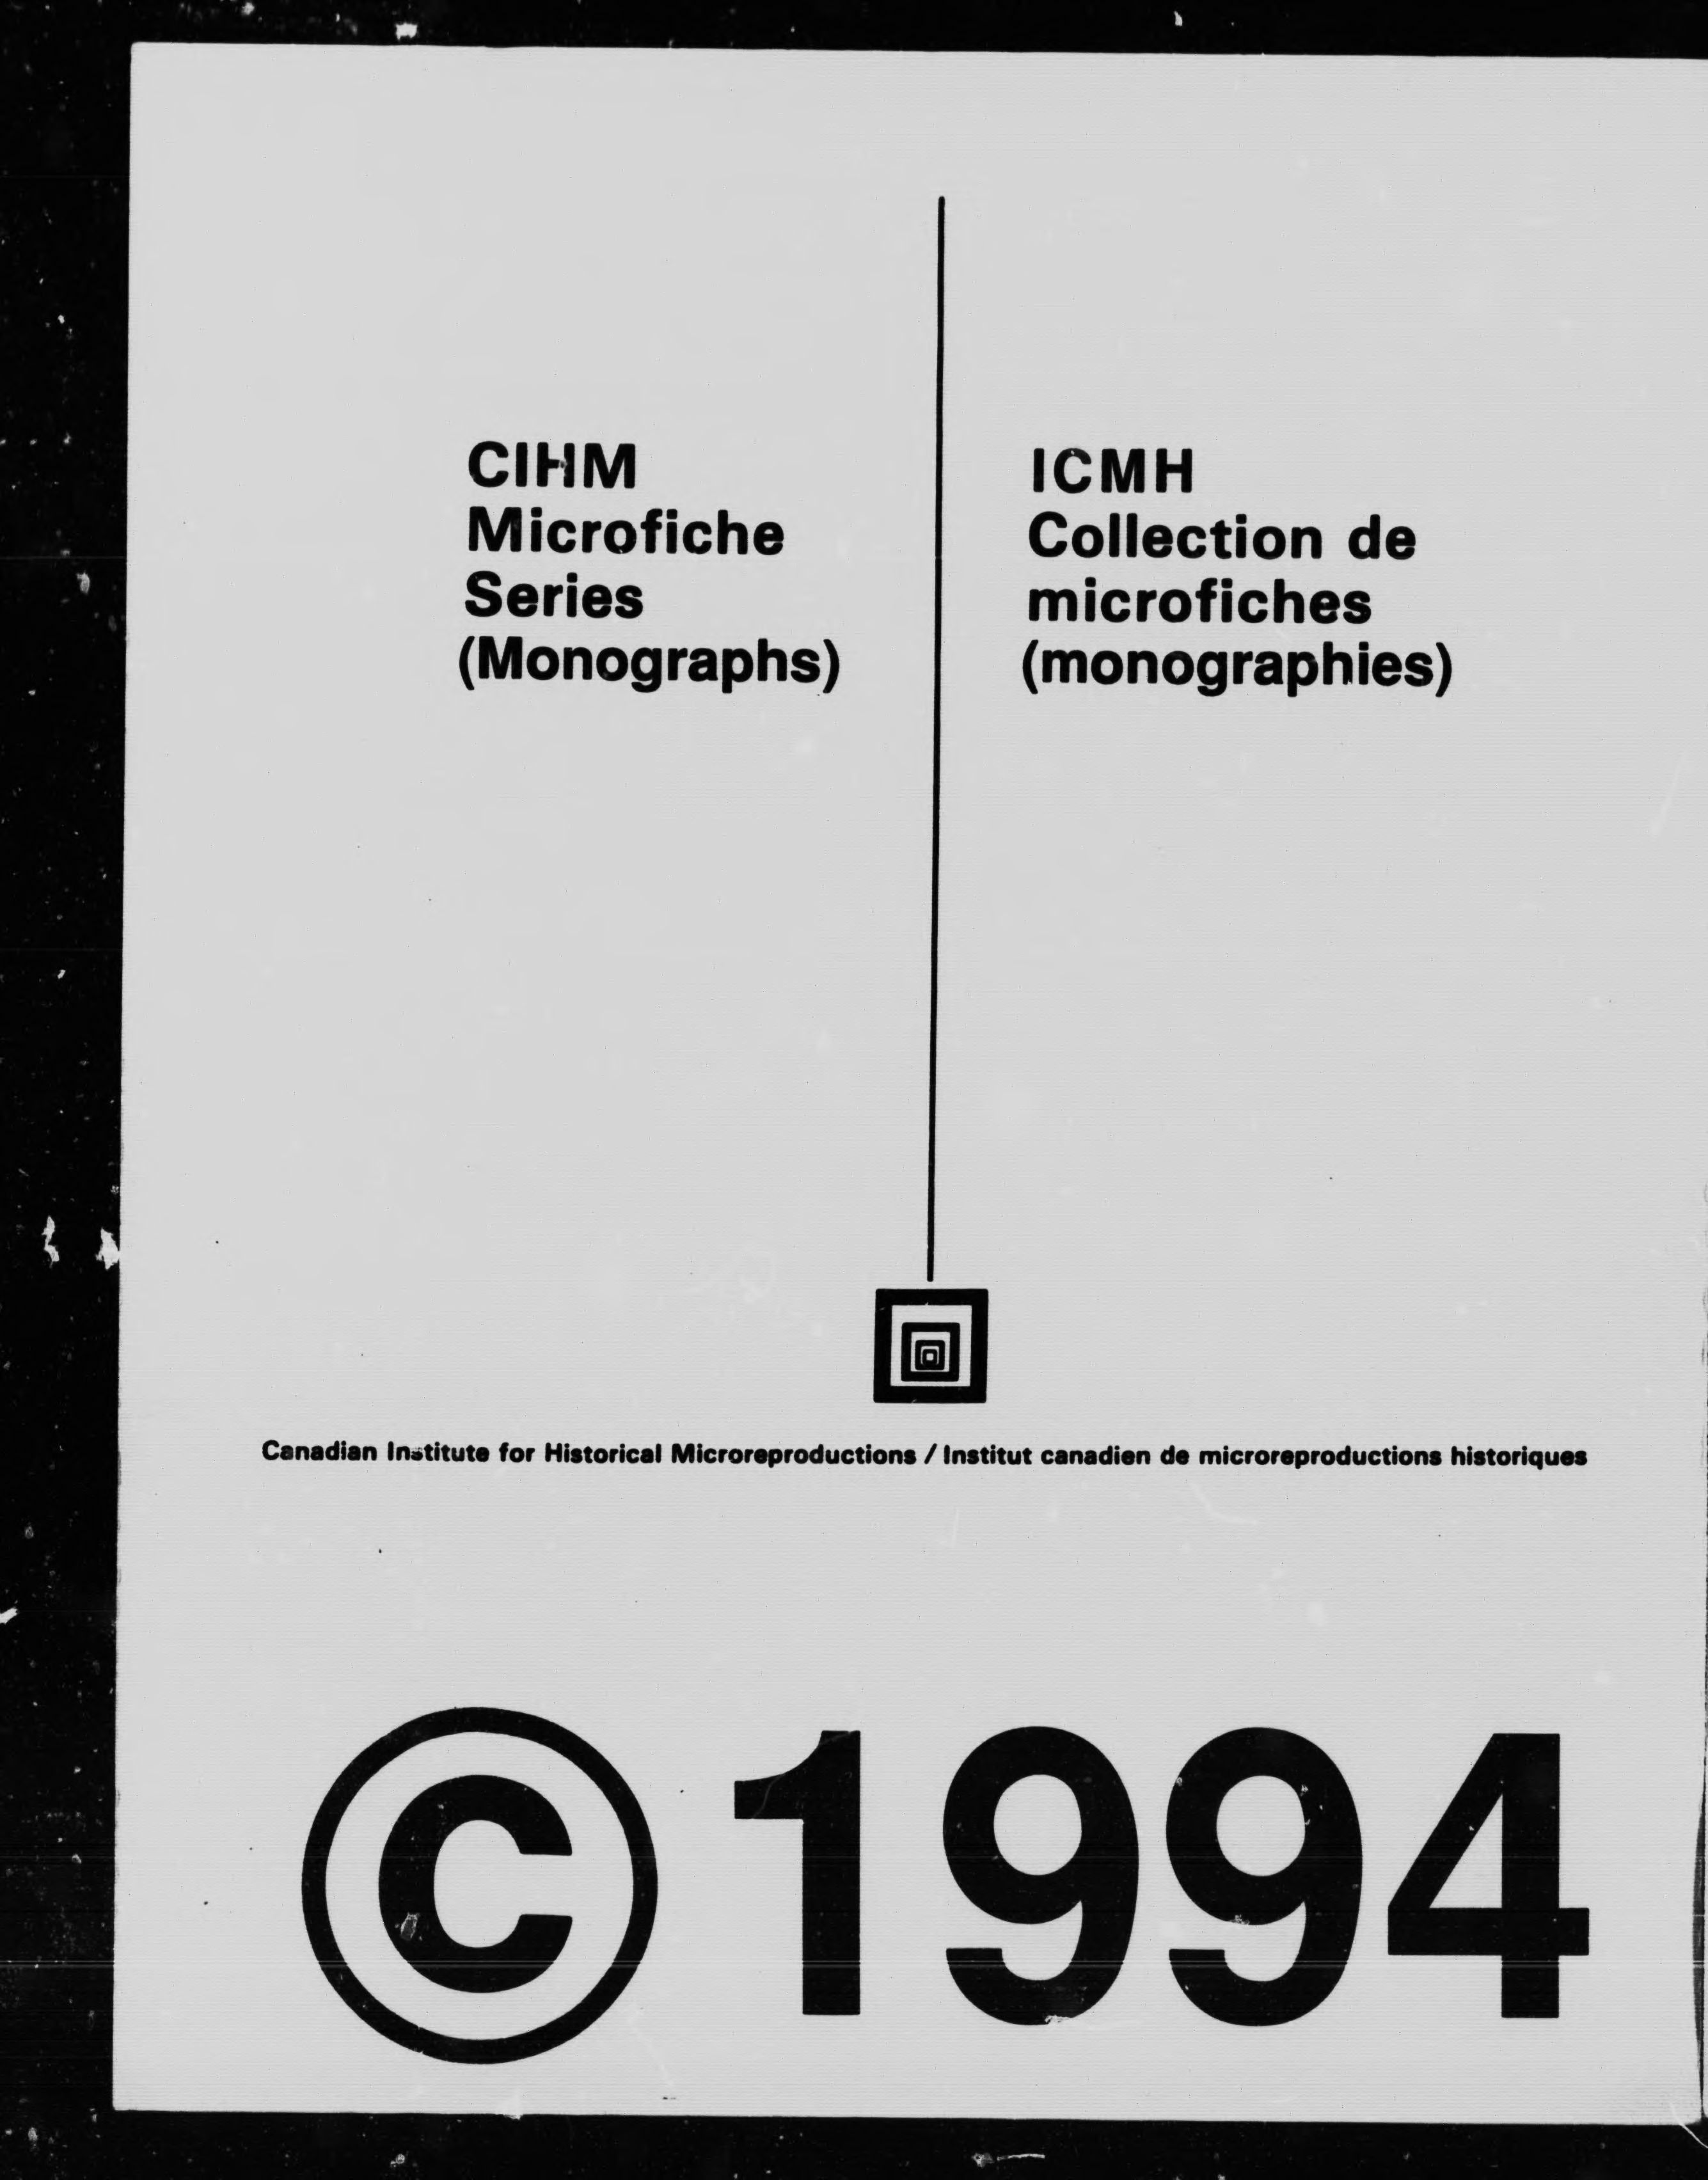 CIHM
Microfiche
Series
(Monographs)
ICMH
Collection de
microfiches
(monographies)
Canadian Institute for Historical Microreproductions / Institut canadien de microreproductions historiques
©1994